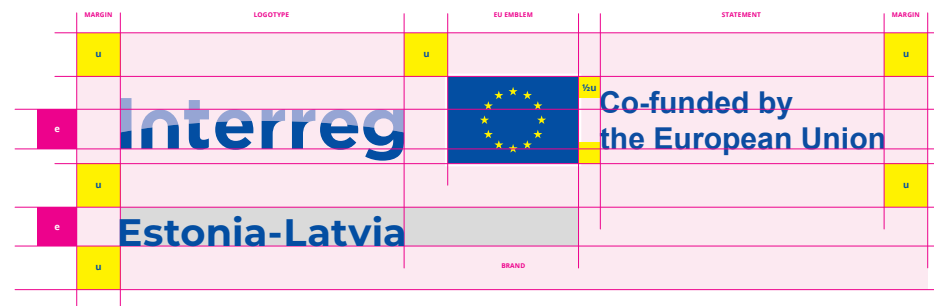 MARGIN LOGOTYPE EU EMBLEM STATEMENT MARGIN
u u u
½u
Interreg Co-funded by
e the European Union
u u
e Estonia-Latvia
u BRAND